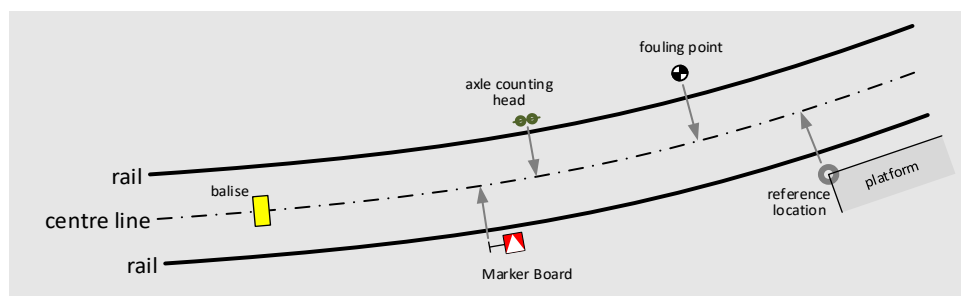 fouling point
axle counting
head
rail
balise
platform
reference
location
centre line
rail
Marker Board